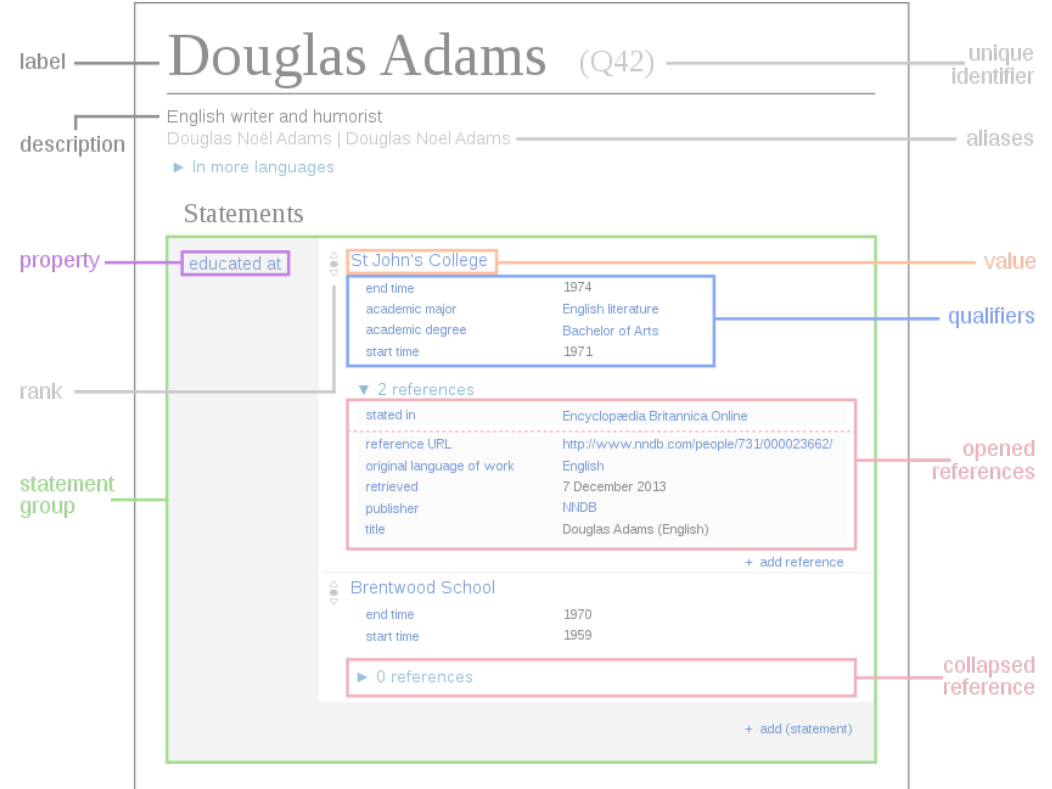 label
Douglas Adams (Q42)
unique
identifier
description
English writer and humorist
Douglas Noël Adams | Douglas Noel Adams
aliases
► In more languages
Statements
property
educated at
St John's College
value
end time 1974
academic major English literature
academic degree Bachelor of Arts
start time 1971
qualifiers
rank
▼ 2 references
stated in Encyclopædia Britannica Online
reference URL http://www.nndb.com/people/731/000023662/
original language of work English
retrieved 7 December 2013
publisher NNDB
title Douglas Adams (English)
opened
references
statement
group
+ add reference
Brentwood School
end time 1970
start time 1959
► 0 references
collapsed
reference
+ add (statement)